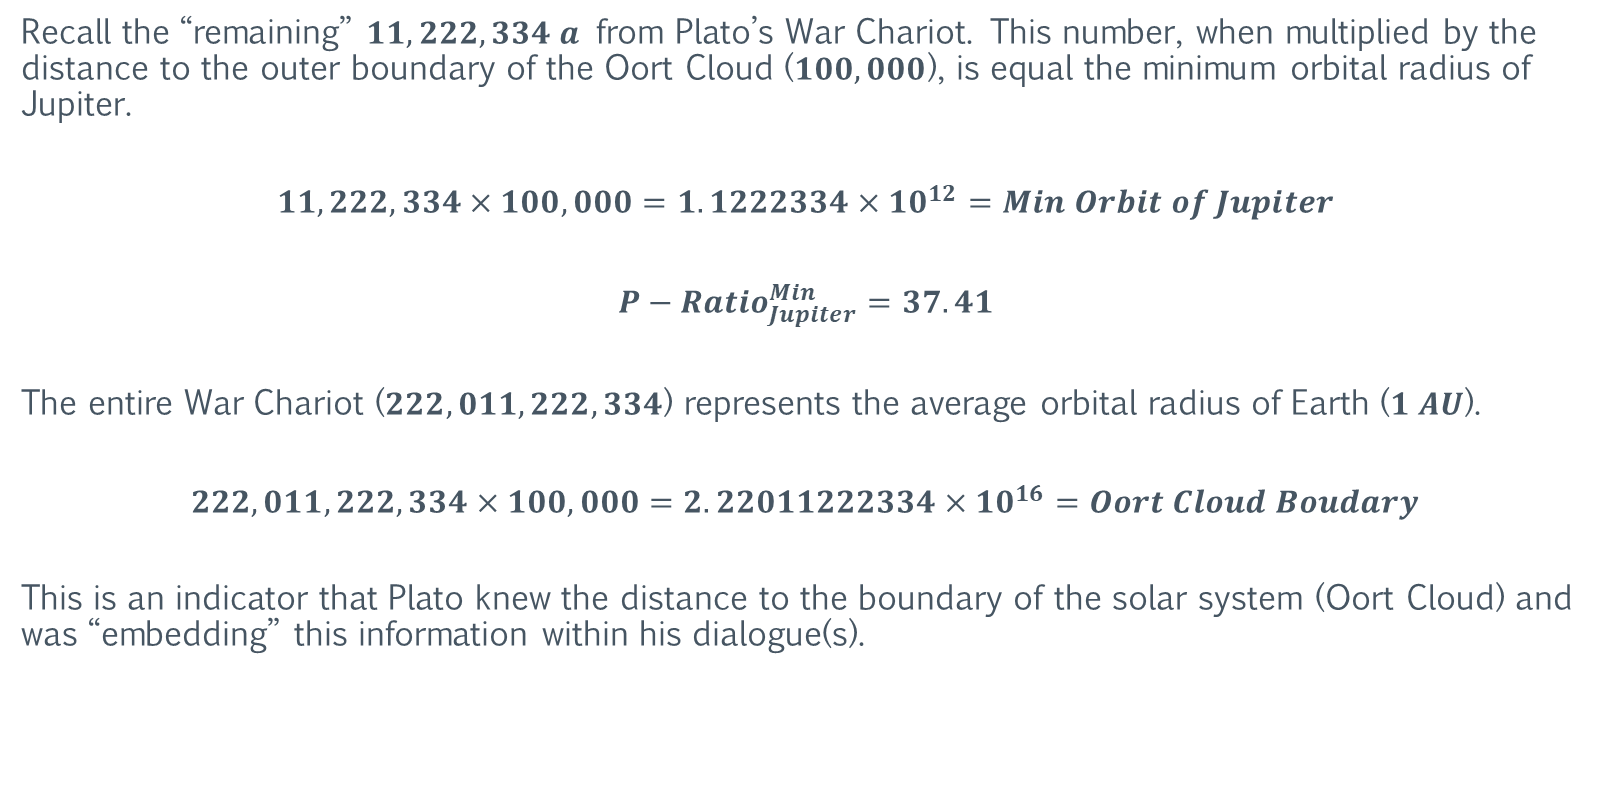 Recall the “remaining” 11,222,334 a from Plato’s War Chariot. This number, when multiplied by the
distance to the outer boundary of the Oort Cloud (100,000), is equal the minimum orbital radius of
Jupiter.
11,222,334 × 100,000 = 1.1222334 × 10¹² = Min Orbit of Jupiter
P − Ratio_{Jupiter}^{Min} = 37.41
The entire War Chariot (222,011,222,334) represents the average orbital radius of Earth (1 AU).
222,011,222,334 × 100,000 = 2.22011222334 × 10¹⁶ = Oort Cloud Boudary
This is an indicator that Plato knew the distance to the boundary of the solar system (Oort Cloud) and
was “embedding” this information within his dialogue(s).